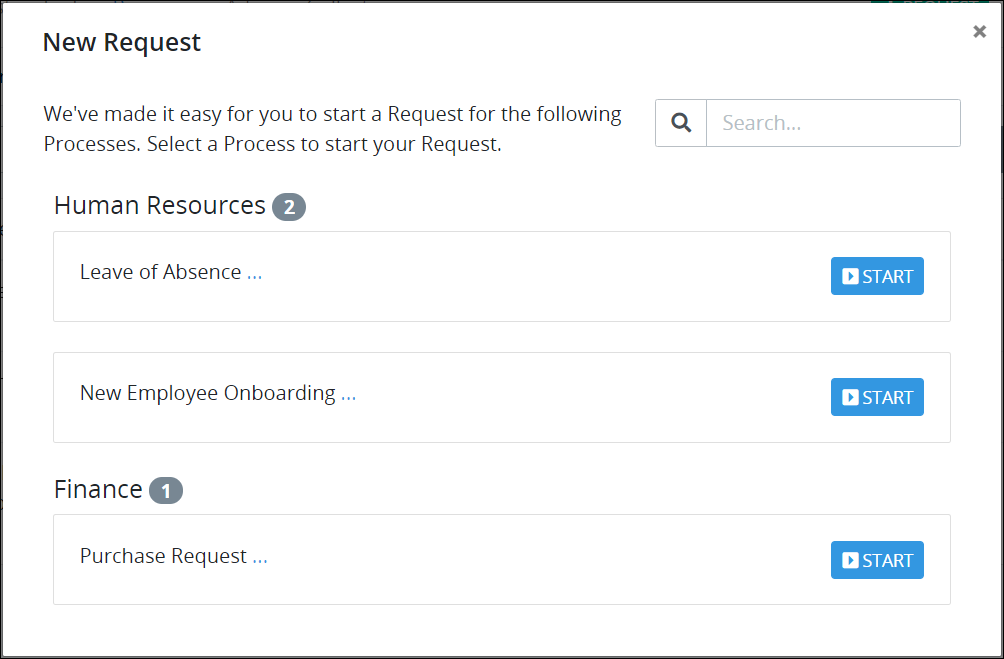 New Request
×
We've made it easy for you to start a Request for the following
Processes. Select a Process to start your Request.
Search...
Human Resources 2
Leave of Absence ...
START
New Employee Onboarding ...
START
Finance 1
Purchase Request ...
START